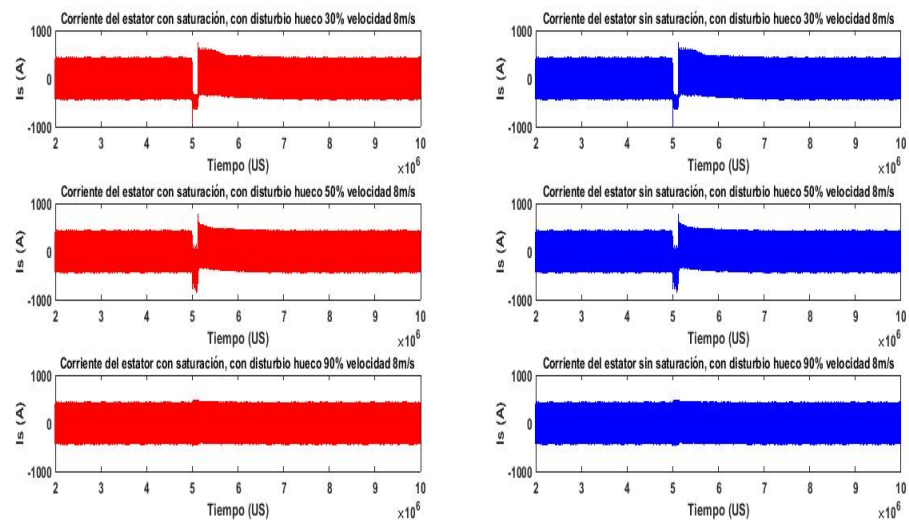 Corriente del estator con saturación, con disturbio hueco 30% velocidad 8m/s
1000
0
-1000
Is (A)
2 3 4 5 6 7 8 9 10
Tiempo (US)
×10^6
Corriente del estator sin saturación, con disturbio hueco 30% velocidad 8m/s
1000
0
-1000
Is (A)
2 3 4 5 6 7 8 9 10
Tiempo (US)
×10^6
Corriente del estator con saturación, con disturbio hueco 50% velocidad 8m/s
1000
0
-1000
Is (A)
2 3 4 5 6 7 8 9 10
Tiempo (US)
×10^6
Corriente del estator sin saturación, con disturbio hueco 50% velocidad 8m/s
1000
0
-1000
Is (A)
2 3 4 5 6 7 8 9 10
Tiempo (US)
×10^6
Corriente del estator con saturación, con disturbio hueco 90% velocidad 8m/s
1000
0
-1000
Is (A)
2 3 4 5 6 7 8 9 10
Tiempo (US)
×10^6
Corriente del estator sin saturación, con disturbio hueco 90% velocidad 8m/s
1000
0
-1000
Is (A)
2 3 4 5 6 7 8 9 10
Tiempo (US)
×10^6